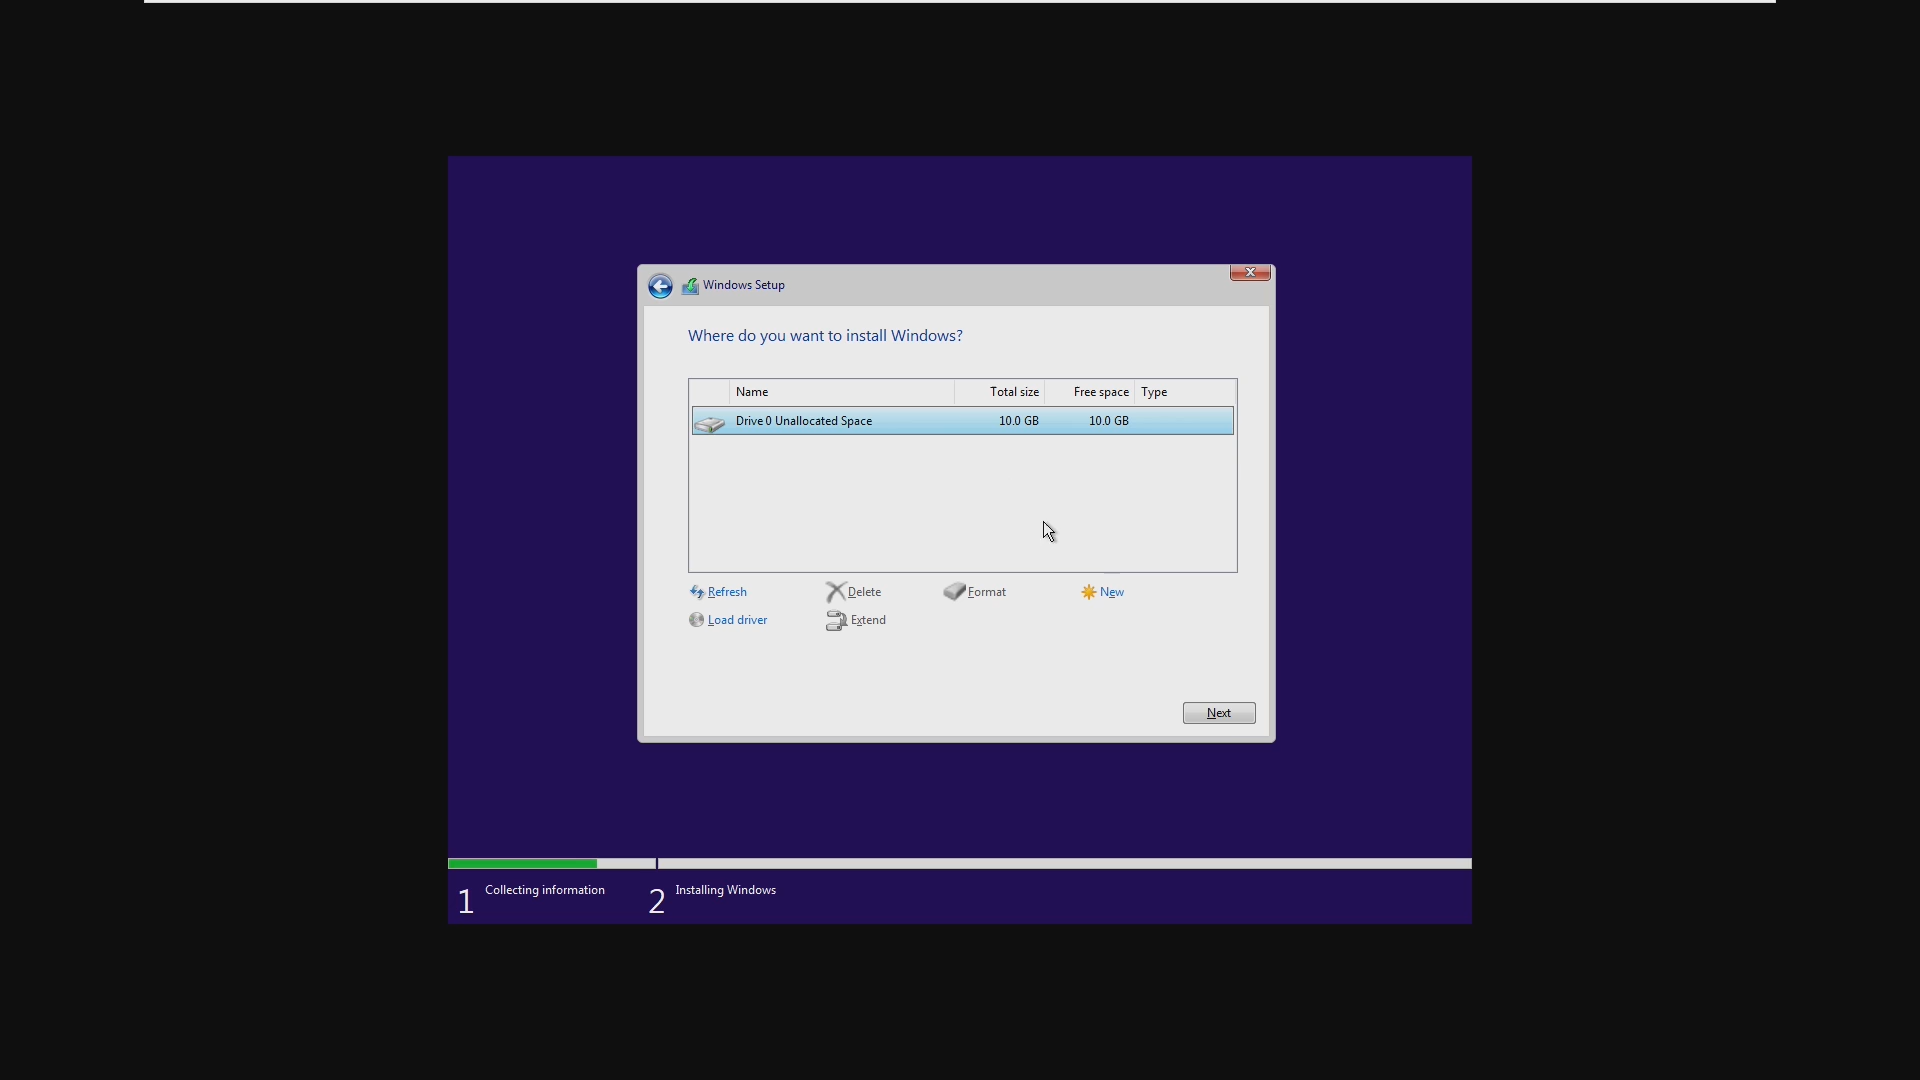 Windows Setup
Where do you want to install Windows?
Name Total size Free space Type
Drive 0 Unallocated Space 10.0 GB 10.0 GB
Refresh Delete Format New
Load driver Extend
Next
1 Collecting information 2 Installing Windows